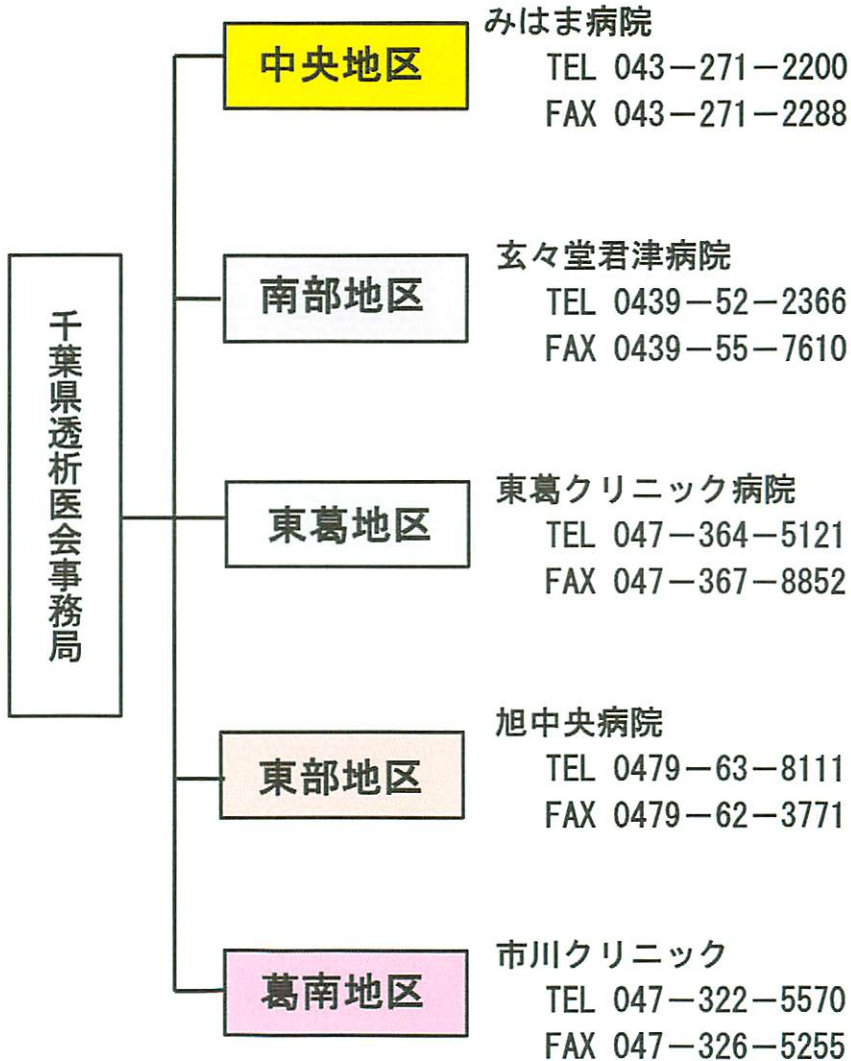 千葉県透析医会事務局
中央地区
みはま病院
TEL 043－271－2200
FAX 043－271－2288
南部地区
玄々堂君津病院
TEL 0439－52－2366
FAX 0439－55－7610
東葛地区
東葛クリニック病院
TEL 047－364－5121
FAX 047－367－8852
東部地区
旭中央病院
TEL 0479－63－8111
FAX 0479－62－3771
葛南地区
市川クリニック
TEL 047－322－5570
FAX 047－326－5255